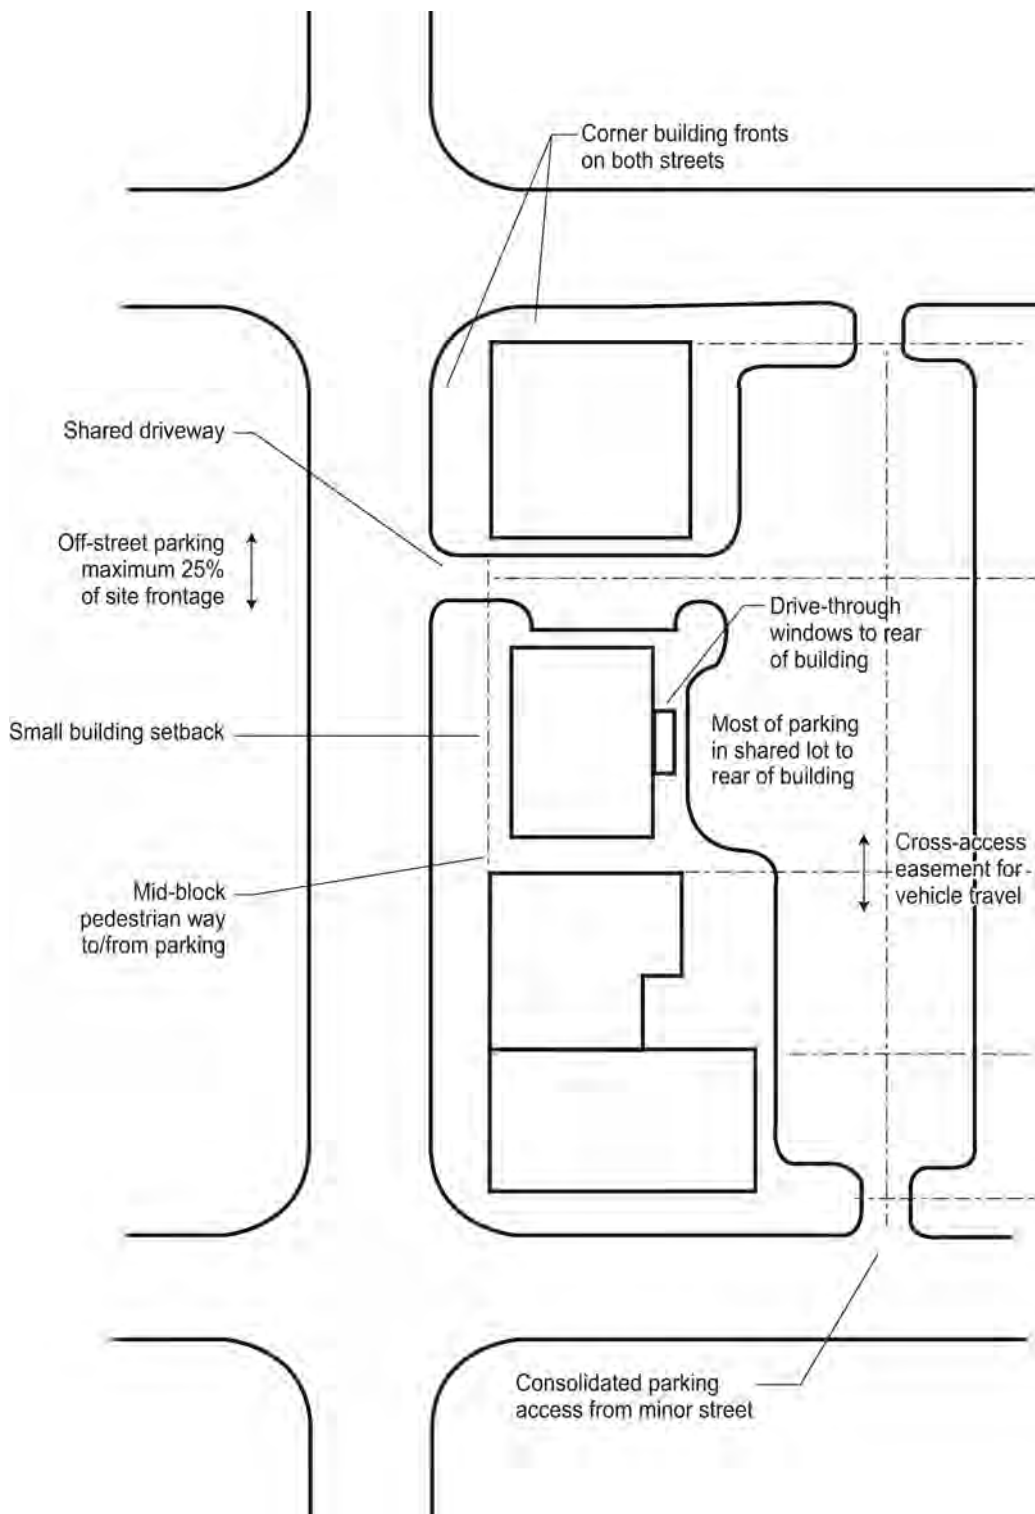 Corner building fronts
on both streets
Shared driveway
Off-street parking
maximum 25%
of site frontage
Drive-through
windows to rear
of building
Small building setback
Most of parking
in shared lot to
rear of building
Cross-access
easement for
vehicle travel
Mid-block
pedestrian way
to/from parking
Consolidated parking
access from minor street